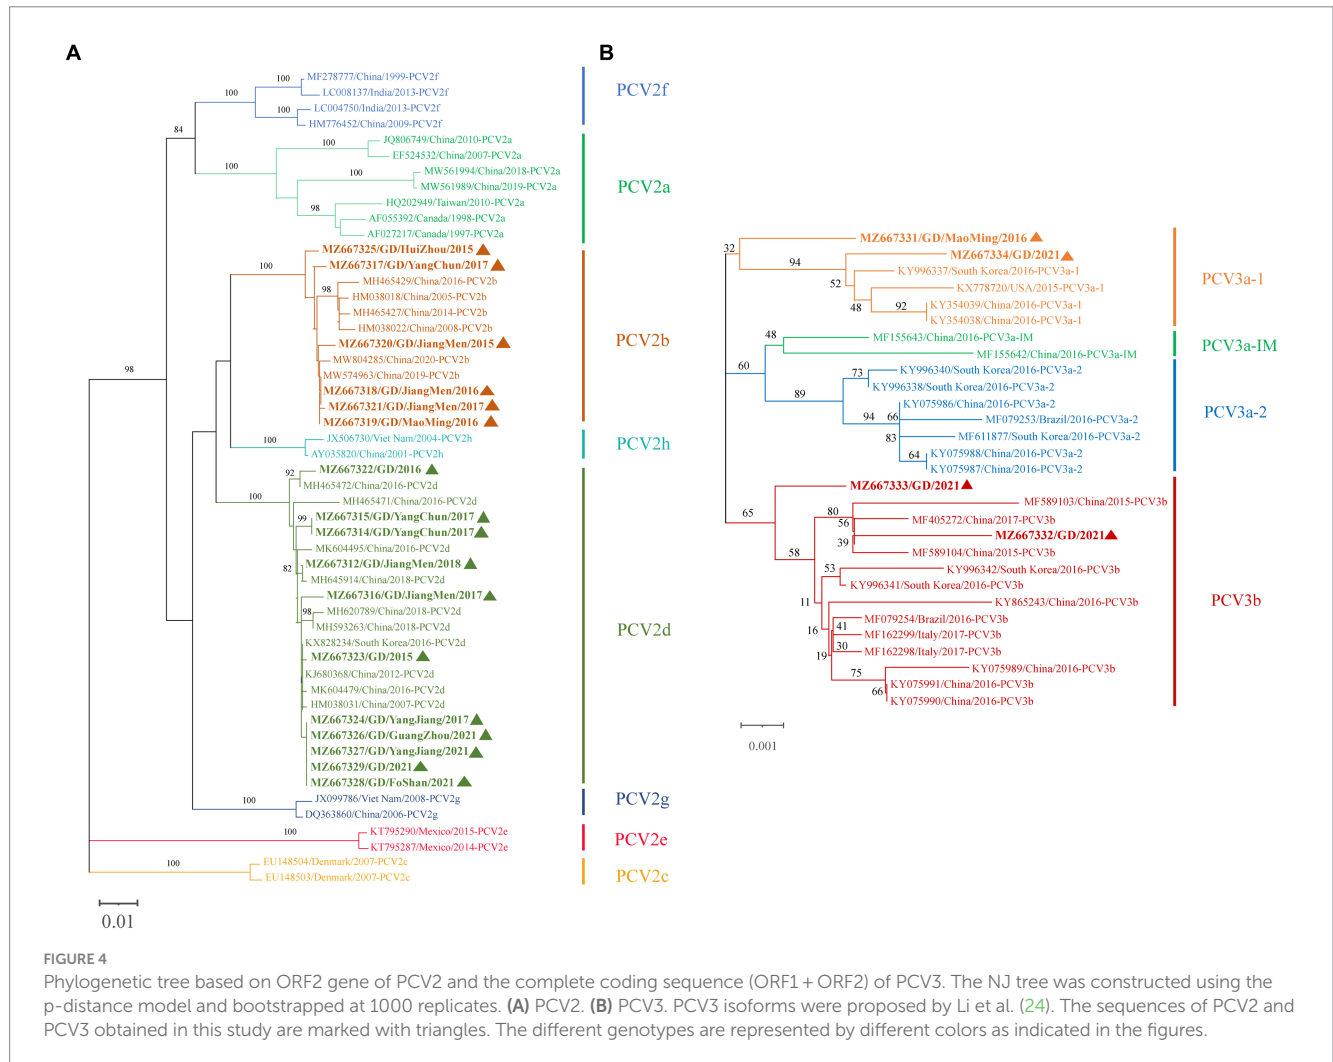 A
100
MF278777/China/1999-PCV2f
100
LC008137/India/2013-PCV2f
LC004750/India/2013-PCV2f
100
HM776452/China/2009-PCV2f
PCV2f
84
JQ806749/China/2010-PCV2a
100
EF524532/China/2007-PCV2a
100
MW561994/China/2018-PCV2a
100
MW561989/China/2019-PCV2a
HQ202949/Taiwan/2010-PCV2a
98
AF055392/Canada/1998-PCV2a
AF027217/Canada/1997-PCV2a
PCV2a
MZ667325/GD/HuiZhou/2015
100
MZ667317/GD/YangChun/2017
MH465429/China/2016-PCV2b
98
HM038018/China/2005-PCV2b
MH465427/China/2014-PCV2b
HM038022/China/2008-PCV2b
MZ667320/GD/JiangMen/2015
MW804285/China/2020-PCV2b
MW574963/China/2019-PCV2b
MZ667318/GD/JiangMen/2016
MZ667321/GD/JiangMen/2017
MZ667319/GD/MaoMing/2016
PCV2b
98
JX506730/Viet Nam/2004-PCV2h
100
AY035820/China/2001-PCV2h
PCV2h
MZ667322/GD/2016
92
MH465472/China/2016-PCV2d
100
MH465471/China/2016-PCV2d
MZ667315/GD/YangChun/2017
99
MZ667314/GD/YangChun/2017
MK604495/China/2016-PCV2d
MZ667312/GD/JiangMen/2018
82
MH645914/China/2018-PCV2d
MZ667316/GD/JiangMen/2017
98
MH620789/China/2018-PCV2d
MH593263/China/2018-PCV2d
KX828234/South Korea/2016-PCV2d
MZ667323/GD/2015
KJ680368/China/2012-PCV2d
MK604479/China/2016-PCV2d
HM038031/China/2007-PCV2d
MZ667324/GD/YangJiang/2017
MZ667326/GD/GuangZhou/2021
MZ667327/GD/YangJiang/2021
MZ667329/GD/2021
MZ667328/GD/FoShan/2021
PCV2d
JX099786/Viet Nam/2008-PCV2g
100
DQ363860/China/2006-PCV2g
PCV2g
KT795290/Mexico/2015-PCV2e
100
KT795287/Mexico/2014-PCV2e
PCV2e
EU148504/Denmark/2007-PCV2c
100
EU148503/Denmark/2007-PCV2c
PCV2c
0.01
B
MZ667331/GD/MaoMing/2016
32
MZ667334/GD/2021
94
KY996337/South Korea/2016-PCV3a-1
52
KX778720/USA/2015-PCV3a-1
48
92
KY354039/China/2016-PCV3a-1
KY354038/China/2016-PCV3a-1
PCV3a-1
48
MF155643/China/2016-PCV3a-IM
MF155642/China/2016-PCV3a-IM
PCV3a-IM
60
73
KY996340/South Korea/2016-PCV3a-2
KY996338/South Korea/2016-PCV3a-2
89
KY075986/China/2016-PCV3a-2
94
66
MF079253/Brazil/2016-PCV3a-2
83
MF611877/South Korea/2016-PCV3a-2
KY075988/China/2016-PCV3a-2
64
KY075987/China/2016-PCV3a-2
PCV3a-2
MZ667333/GD/2021
65
MF589103/China/2015-PCV3b
80
MF405272/China/2017-PCV3b
56
MZ667332/GD/2021
39
MF589104/China/2015-PCV3b
58
53
KY996342/South Korea/2016-PCV3b
KY996341/South Korea/2016-PCV3b
11
KY865243/China/2016-PCV3b
MF079254/Brazil/2016-PCV3b
16
41
MF162299/Italy/2017-PCV3b
30
MF162298/Italy/2017-PCV3b
19
KY075989/China/2016-PCV3b
75
KY075991/China/2016-PCV3b
66
KY075990/China/2016-PCV3b
PCV3b
0.001
FIGURE 4
Phylogenetic tree based on ORF2 gene of PCV2 and the complete coding sequence (ORF1 + ORF2) of PCV3. The NJ tree was constructed using the
p-distance model and bootstrapped at 1000 replicates. (A) PCV2. (B) PCV3. PCV3 isoforms were proposed by Li et al. (24). The sequences of PCV2 and
PCV3 obtained in this study are marked with triangles. The different genotypes are represented by different colors as indicated in the figures.